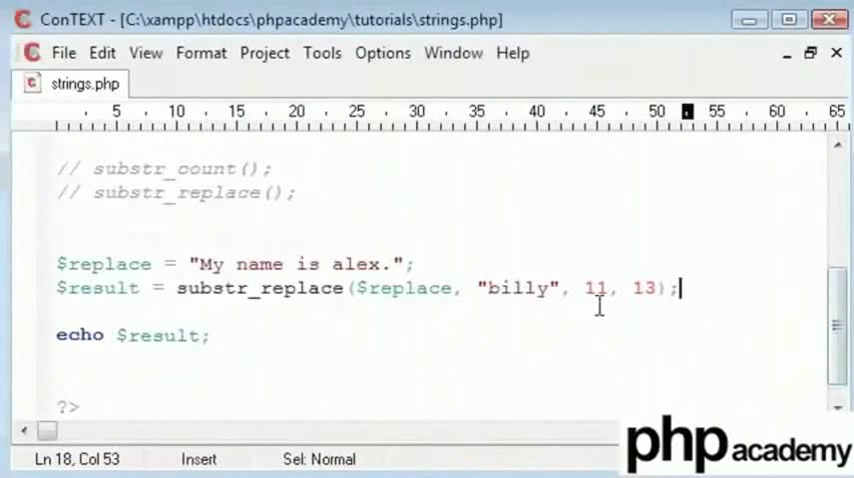 ConTEXT - [C:\xampp\htdocs\phpacademy\tutorials\strings.php]
File Edit View Format Project Tools Options Window Help
strings.php
5 10 15 20 25 30 35 40 45 50 55 60 65
// substr_count();
// substr_replace();
$replace = "My name is alex.";
$result = substr_replace($replace, "billy", 11, 13);
echo $result;
?>
Ln 18, Col 53 Insert Sel: Normal
php academy